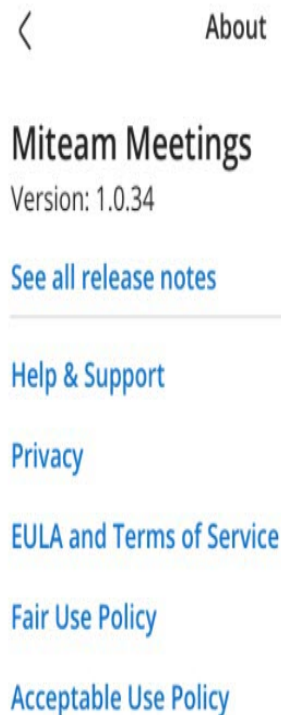 About
Miteam Meetings
Version: 1.0.34
See all release notes
Help & Support
Privacy
EULA and Terms of Service
Fair Use Policy
Acceptable Use Policy